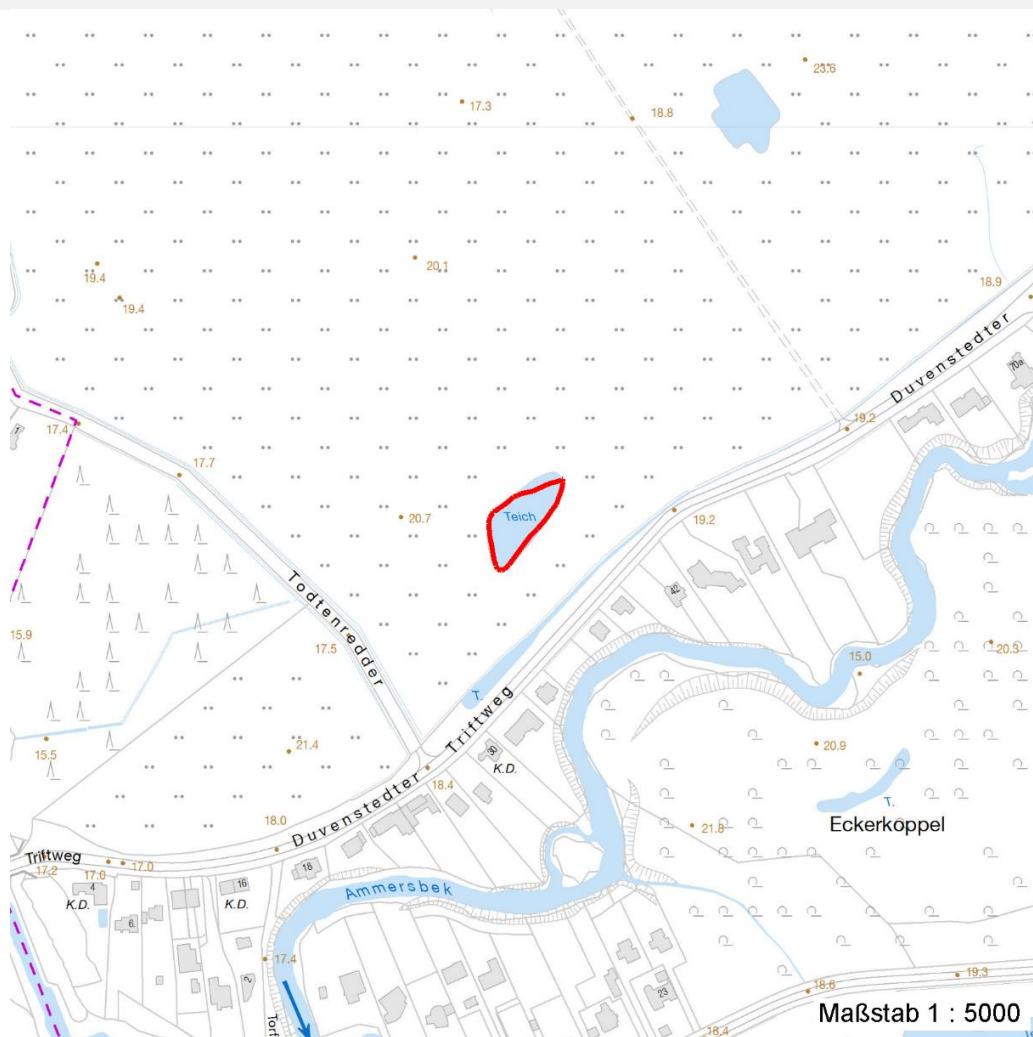 23.6
17.3
18.8
20.1
19.4
19.4
18.9
Duvenstedter
70a
19.2
17.4
1
17.7
Teich
20.7
19.2
Todtenredder
42
15.9
17.5
20.3
15.0
T.
Triftweg
15.5
21.4
30
K.D.
20.9
18.4
T.
Eckerkoppel
18.0
Duvenstedter
21.8
Triftweg
17.2
17.0
17.0
18
4
K.D.
16
K.D.
Ammersbek
6
17.4
2
23
19.3
18.6
Torf
18.4
Maßstab 1 : 5000